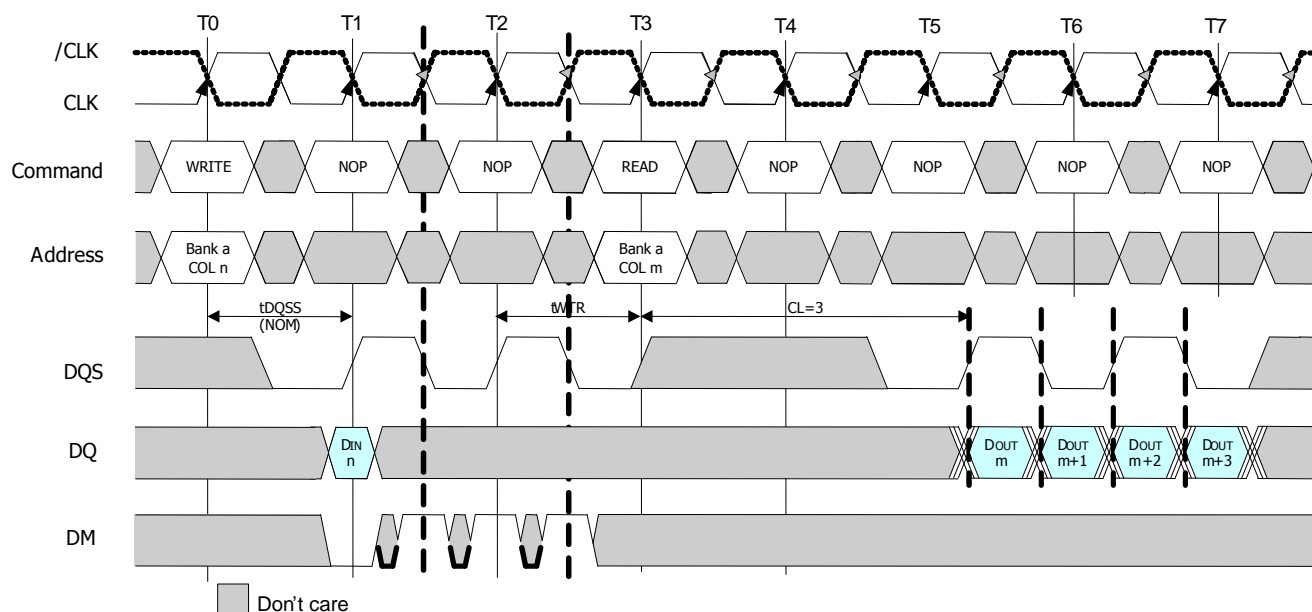 T0 T1 T2 T3 T4 T5 T6 T7
/CLK
CLK
Command WRITE NOP NOP READ NOP NOP NOP NOP
Address Bank a COL n Bank a COL m
tDQSS (NOM) tWTR CL=3
DQS
DQ DIN n DOUT m DOUT m+1 DOUT m+2 DOUT m+3
DM
Don't care